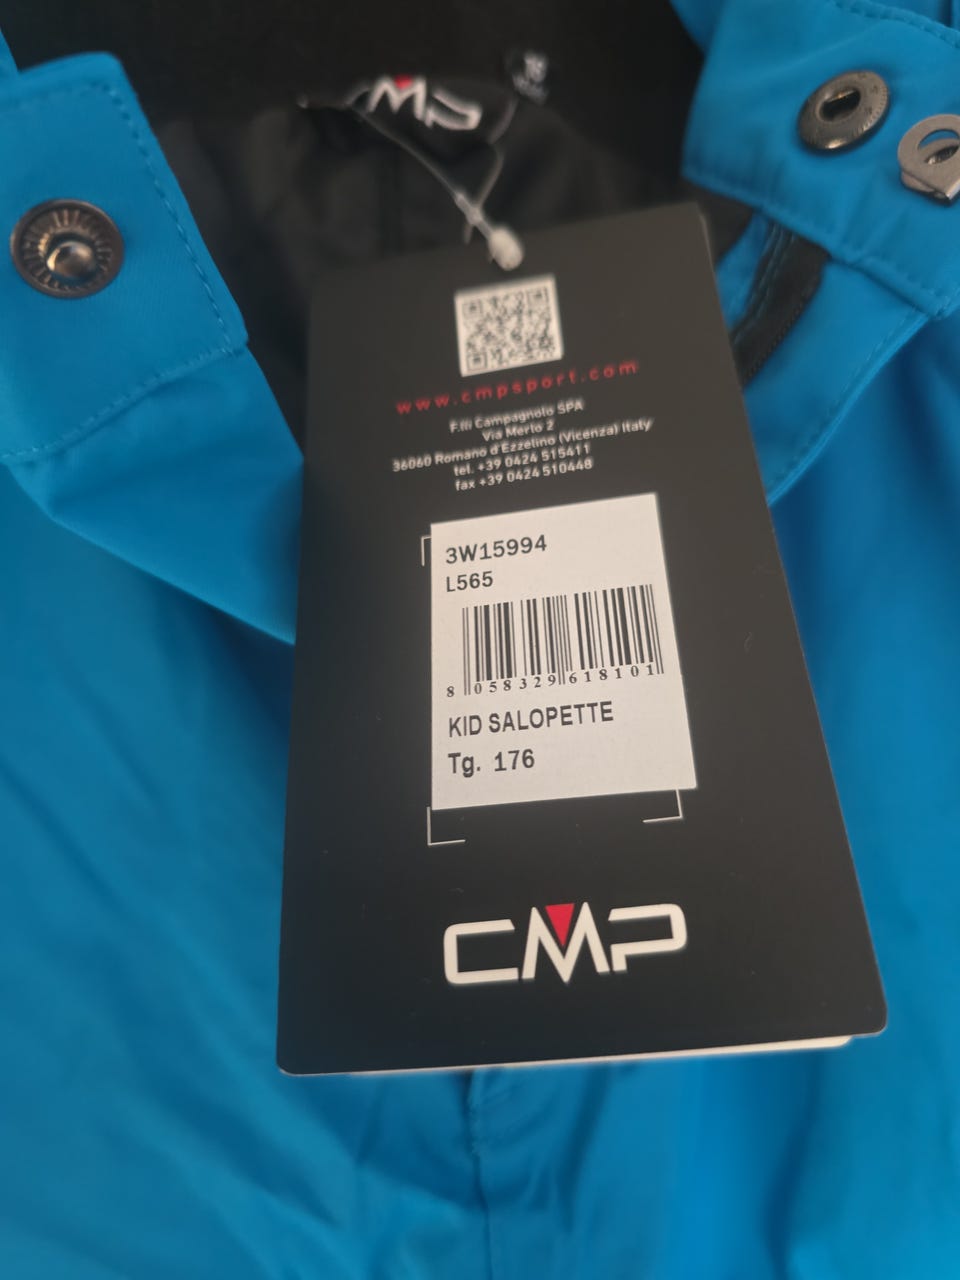 CMP
www.cmpsport.com
F.lli Campagnolo SPA
Via Merlo 2
36060 Romano d'Ezzelino (Vicenza) Italy
tel. +39 0424 515411
fax +39 0424 510448
3W15994
L565
8 058329 618101
KID SALOPETTE
Tg. 176
CMP